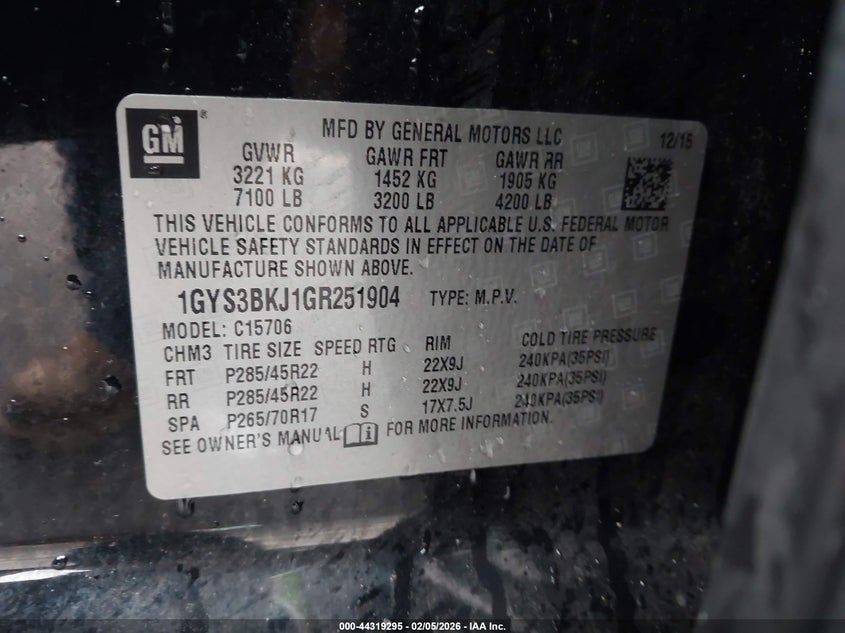 GM ®
MFD BY GENERAL MOTORS LLC 12/15
GVWR GAWR FRT GAWR RR
3221 KG 1452 KG 1905 KG
7100 LB 3200 LB 4200 LB
THIS VEHICLE CONFORMS TO ALL APPLICABLE U.S. FEDERAL MOTOR
VEHICLE SAFETY STANDARDS IN EFFECT ON THE DATE OF
MANUFACTURE SHOWN ABOVE.
1GYS3BKJ1GR251904 TYPE: M.P.V.
MODEL: C15706
CHM3 TIRE SIZE SPEED RTG RIM COLD TIRE PRESSURE
FRT P285/45R22 H 22X9J 240KPA(35PSI)
RR P285/45R22 H 22X9J 240KPA(35PSI)
SPA P265/70R17 S 17X7.5J 240KPA(35PSI)
SEE OWNER'S MANUAL i FOR MORE INFORMATION.
000-44319295 - 02/05/2026 - IAA Inc.